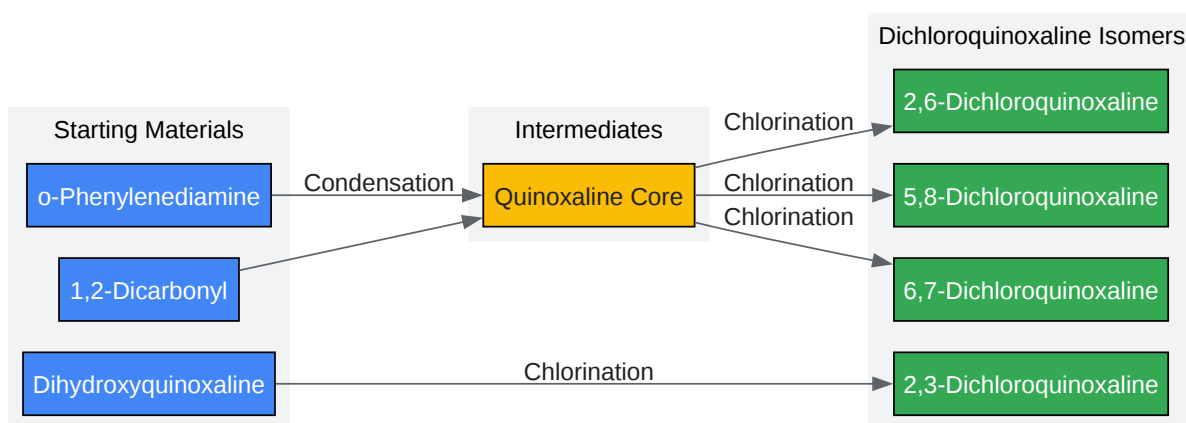 Dichloroquinoxaline Isomers
2,6-Dichloroquinoxaline
Chlorination
Starting Materials
Intermediates
o-Phenylenediamine
Condensation
Quinoxaline Core
Chlorination
5,8-Dichloroquinoxaline
Chlorination
1,2-Dicarbonyl
6,7-Dichloroquinoxaline
Dihydroxyquinoxaline
Chlorination
2,3-Dichloroquinoxaline